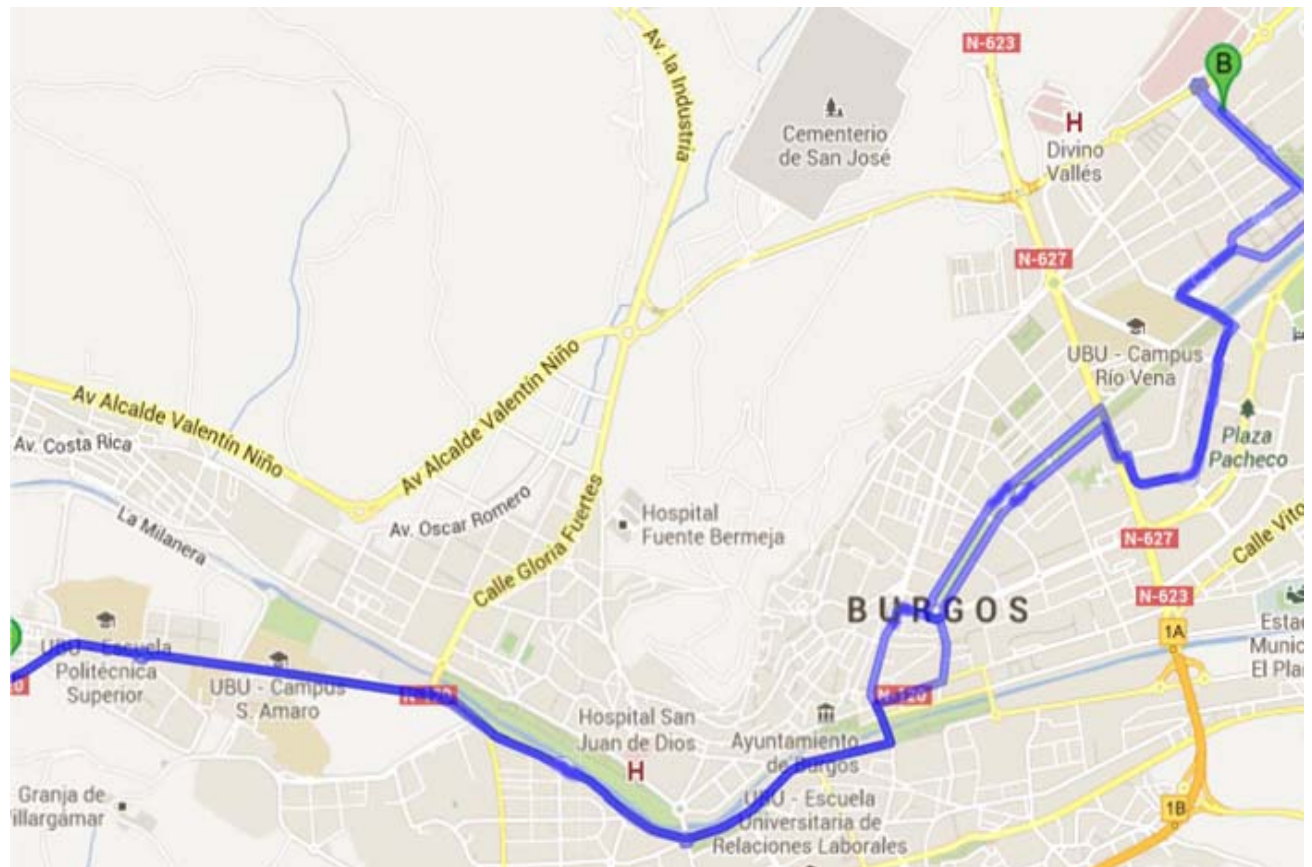 Av. la Industria
N-623
B
Cementerio
de San José
H
Divino
Vallés
N-627
UBU - Campus
Río Vena
Plaza
Pacheco
Av Alcalde Valentín Niño
Av Alcalde Valentín Niño
Av. Costa Rica
Av. Oscar Romero
La Milanera
Calle Gloria Fuertes
Hospital
Fuente Bermeja
N-627
Calle Vito
N-623
BURGOS
1A
Estad
Munic
El Pla
UBU - Escuela
Politécnica
Superior
UBU - Campus
S. Amaro
N-120
N-120
Hospital San
Juan de Dios
H
Ayuntamiento
de Burgos
UBU - Escuela
Universitaria de
Relaciones Laborales
Granja de
illargámar
1B